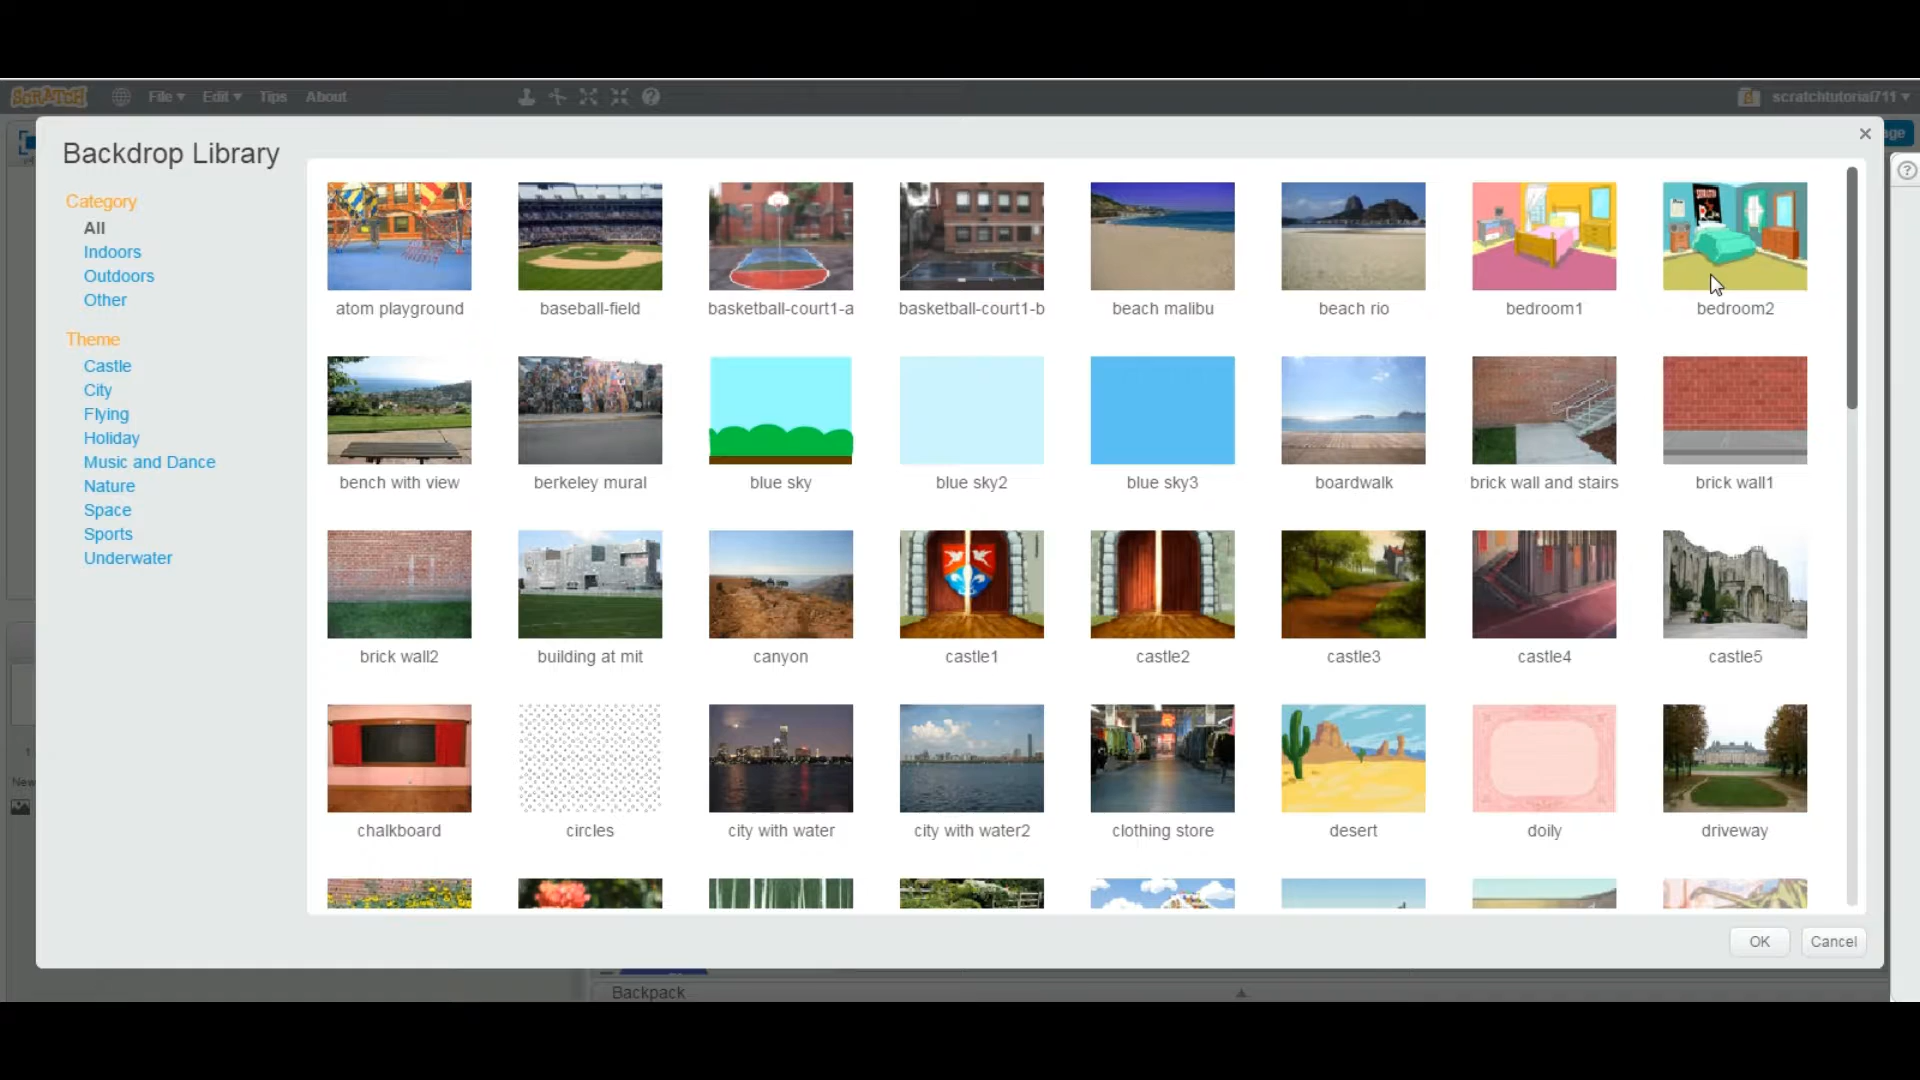 SCRATCH File Edit Tips About scratchtutorial711
Backdrop Library
Category
All
Indoors
Outdoors
Other
Theme
Castle
City
Flying
Holiday
Music and Dance
Nature
Space
Sports
Underwater
atom playground baseball-field basketball-court1-a basketball-court1-b beach malibu beach rio bedroom1 bedroom2
bench with view berkeley mural blue sky blue sky2 blue sky3 boardwalk brick wall and stairs brick wall1
brick wall2 building at mit canyon castle1 castle2 castle3 castle4 castle5
chalkboard circles city with water city with water2 clothing store desert doily driveway
OK Cancel
New
Backpack